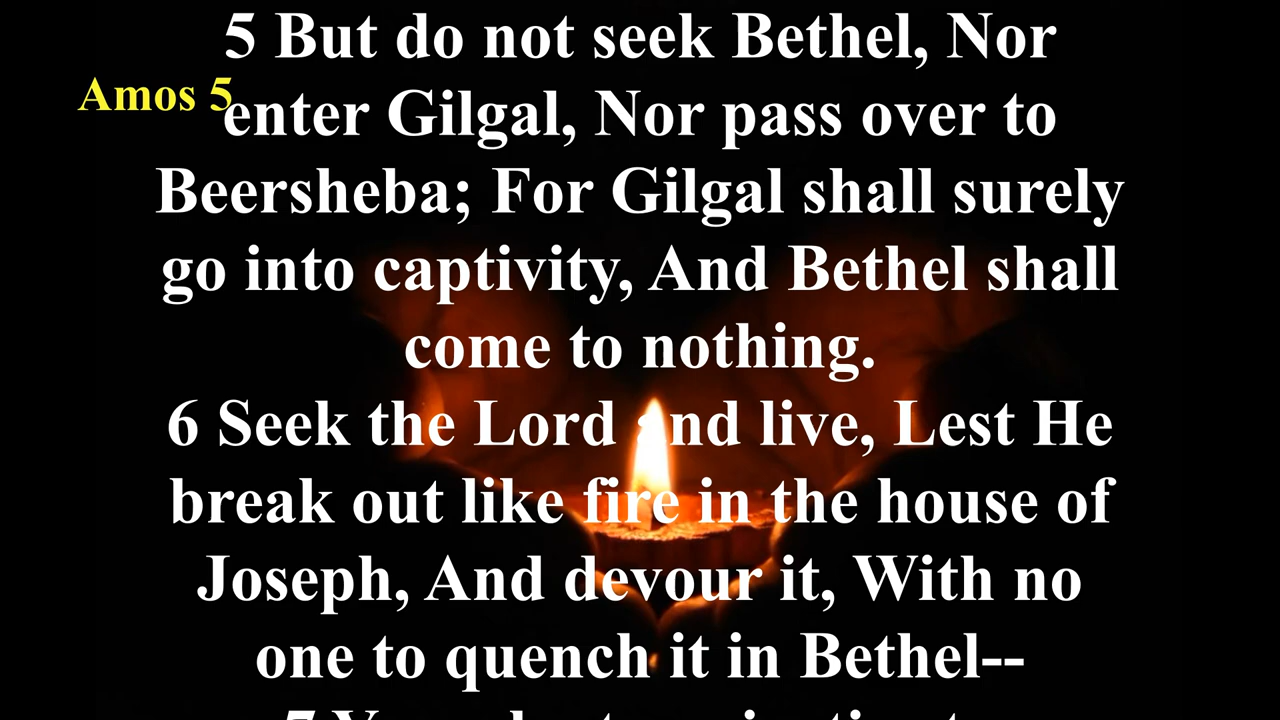 5 But do not seek Bethel, Nor
Amos 5
enter Gilgal, Nor pass over to
Beersheba; For Gilgal shall surely
go into captivity, And Bethel shall
come to nothing.
6 Seek the Lord and live, Lest He
break out like fire in the house of
Joseph, And devour it, With no
one to quench it in Bethel--
7